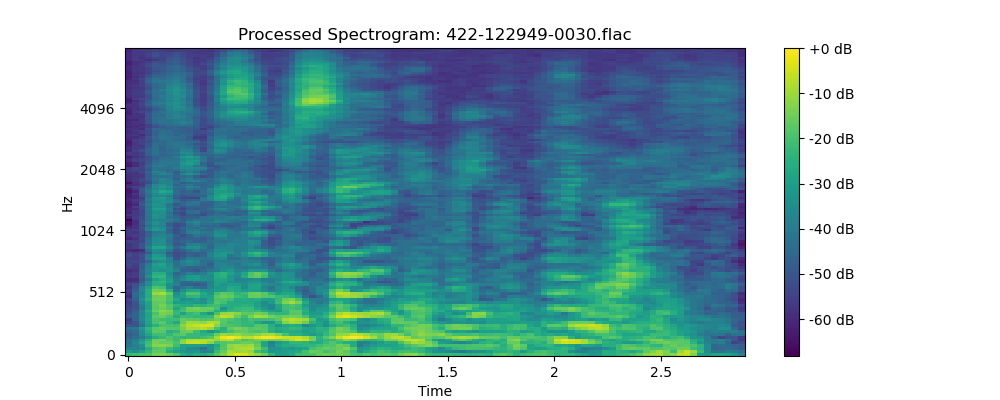 Processed Spectrogram: 422-122949-0030.flac
Hz
4096
2048
1024
512
0
0
0.5
1
1.5
2
2.5
Time
+0 dB
-10 dB
-20 dB
-30 dB
-40 dB
-50 dB
-60 dB